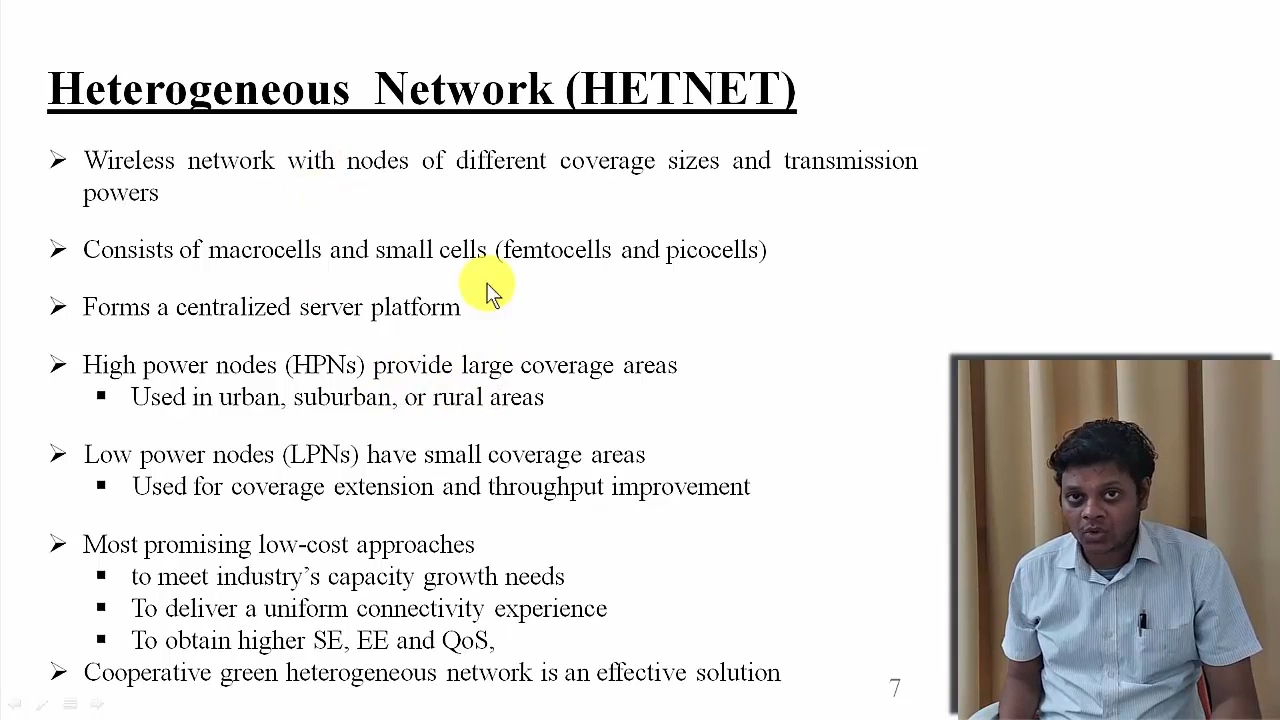 Heterogeneous Network (HETNET)
➢ Wireless network with nodes of different coverage sizes and transmission
powers
➢ Consists of macrocells and small cells (femtocells and picocells)
➢ Forms a centralized server platform
➢ High power nodes (HPNs) provide large coverage areas
▪ Used in urban, suburban, or rural areas
➢ Low power nodes (LPNs) have small coverage areas
▪ Used for coverage extension and throughput improvement
➢ Most promising low-cost approaches
▪ to meet industry’s capacity growth needs
▪ To deliver a uniform connectivity experience
▪ To obtain higher SE, EE and QoS,
➢ Cooperative green heterogeneous network is an effective solution
7